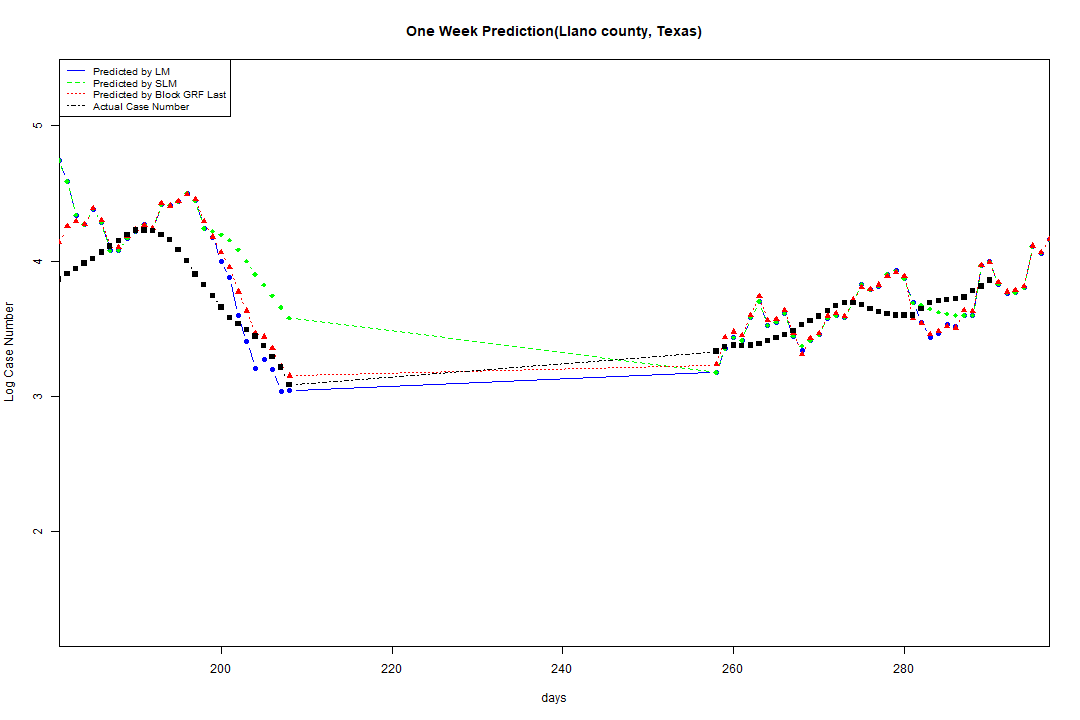 One Week Prediction(Llano county, Texas)
Predicted by LM
Predicted by SLM
Predicted by Block GRF Last
Actual Case Number
5
4
3
2
Log Case Number
200 220 240 260 280
days